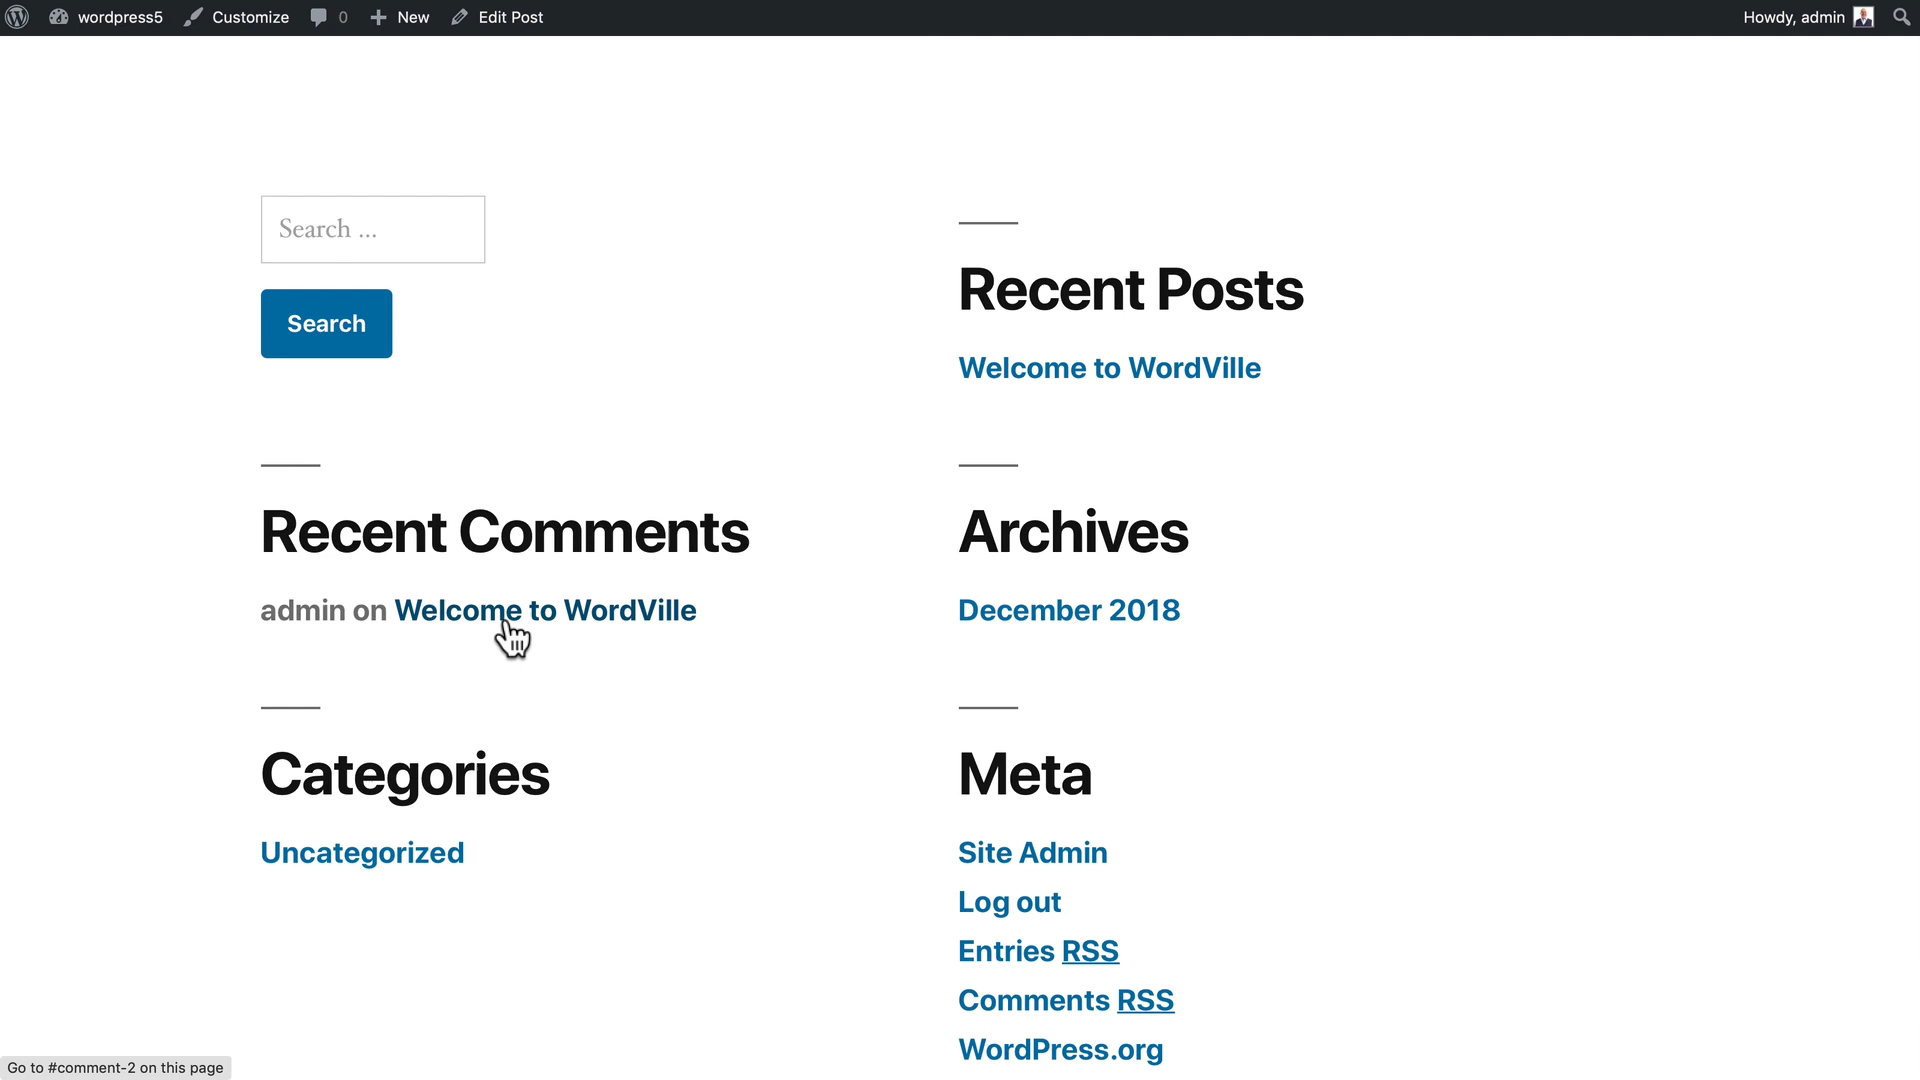 wordpress5 Customize 0 New Edit Post Howdy, admin
Search ...
Search
Recent Posts
Welcome to WordVille
Recent Comments
admin on Welcome to WordVille
Archives
December 2018
Categories
Uncategorized
Meta
Site Admin
Log out
Entries RSS
Comments RSS
WordPress.org
Go to #comment-2 on this page